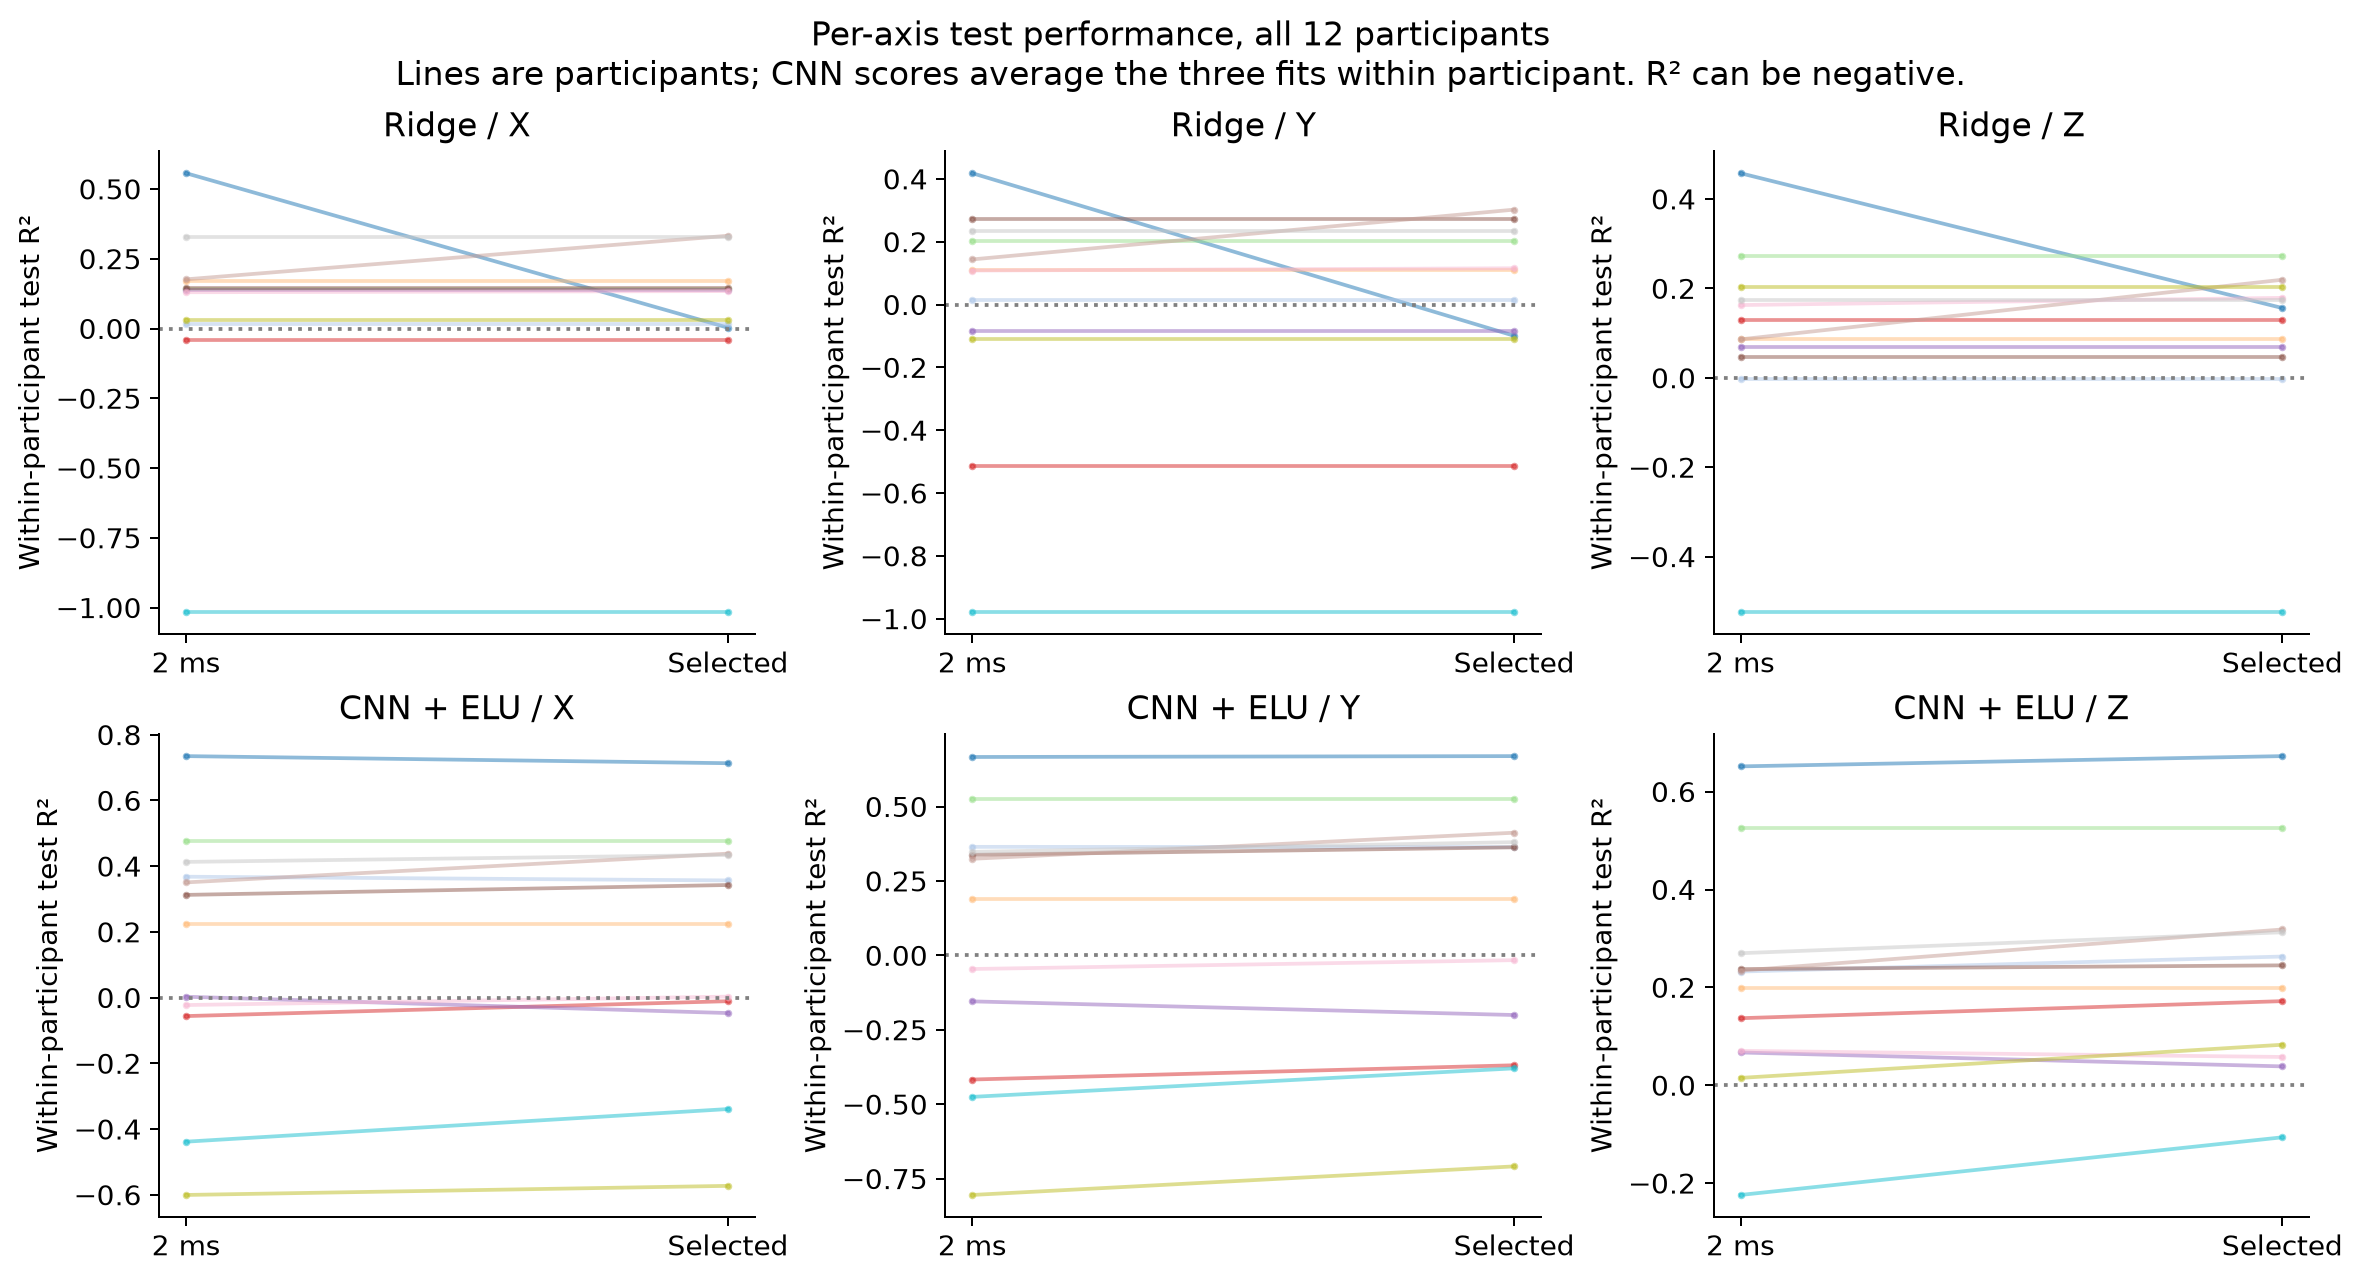 Per-axis test performance, all 12 participants
Lines are participants; CNN scores average the three fits within participant. R² can be negative.
Ridge / X
Within-participant test R²
0.50
0.25
0.00
−0.25
−0.50
−0.75
−1.00
2 ms
Selected
Ridge / Y
Within-participant test R²
0.4
0.2
0.0
−0.2
−0.4
−0.6
−0.8
−1.0
2 ms
Selected
Ridge / Z
Within-participant test R²
0.4
0.2
0.0
−0.2
−0.4
2 ms
Selected
CNN + ELU / X
Within-participant test R²
0.8
0.6
0.4
0.2
0.0
−0.2
−0.4
−0.6
2 ms
Selected
CNN + ELU / Y
Within-participant test R²
0.50
0.25
0.00
−0.25
−0.50
−0.75
2 ms
Selected
CNN + ELU / Z
Within-participant test R²
0.6
0.4
0.2
0.0
−0.2
2 ms
Selected